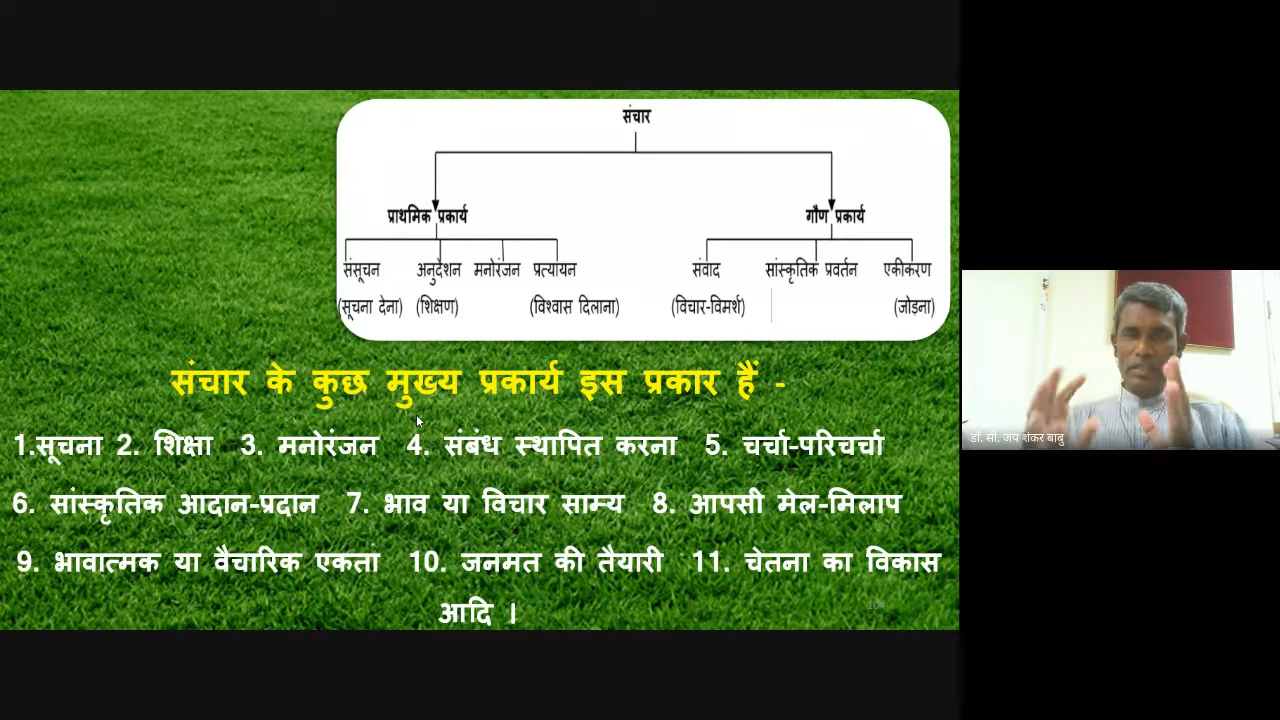 संचार
प्राथमिक प्रकार्य गौण प्रकार्य
संसूचन अनुदेशन मनोरंजन प्रत्यायन संवाद सांस्कृतिक प्रवर्तन एकीकरण
(सूचना देना) (शिक्षण) (विश्वास दिलाना) (विचार-विमर्श) (जोड़ना)
संचार के कुछ मुख्य प्रकार्य इस प्रकार हैं -
1.सूचना 2. शिक्षा 3. मनोरंजन 4. संबंध स्थापित करना 5. चर्चा-परिचर्चा
6. सांस्कृतिक आदान-प्रदान 7. भाव या विचार साम्य 8. आपसी मेल-मिलाप
9. भावात्मक या वैचारिक एकता 10. जनमत की तैयारी 11. चेतना का विकास
आदि ।
104
डॉ. सी. जय शंकर बाबु